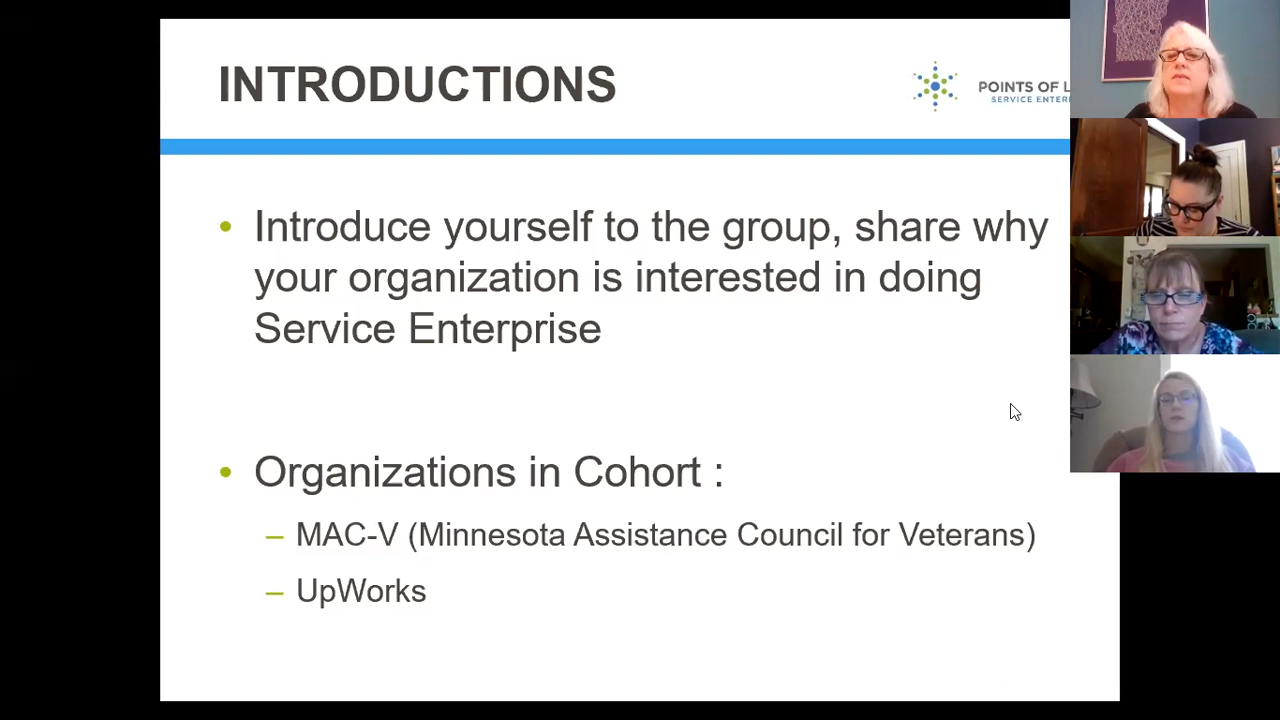 INTRODUCTIONS
POINTS OF L
SERVICE ENTER
• Introduce yourself to the group, share why
your organization is interested in doing
Service Enterprise
• Organizations in Cohort :
– MAC-V (Minnesota Assistance Council for Veterans)
– UpWorks